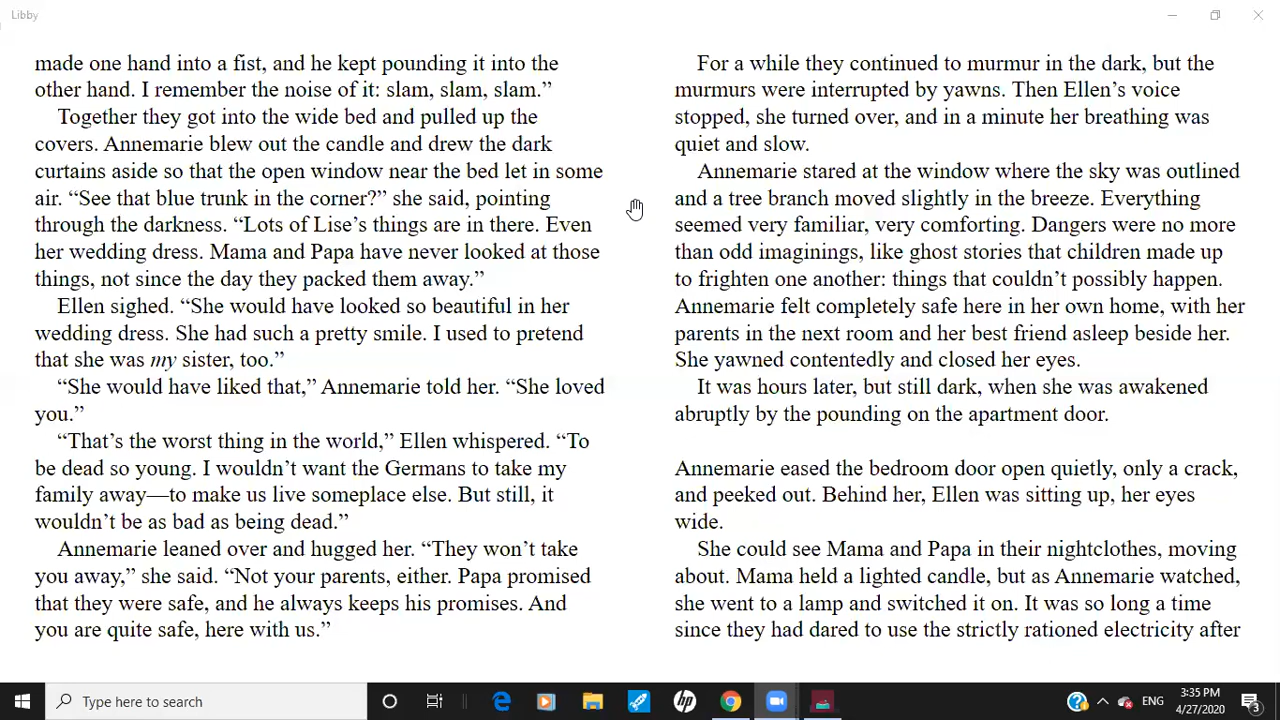 Libby
made one hand into a fist, and he kept pounding it into the
other hand. I remember the noise of it: slam, slam, slam.”
Together they got into the wide bed and pulled up the
covers. Annemarie blew out the candle and drew the dark
curtains aside so that the open window near the bed let in some
air. “See that blue trunk in the corner?” she said, pointing
through the darkness. “Lots of Lise’s things are in there. Even
her wedding dress. Mama and Papa have never looked at those
things, not since the day they packed them away.”
Ellen sighed. “She would have looked so beautiful in her
wedding dress. She had such a pretty smile. I used to pretend
that she was my sister, too.”
“She would have liked that,” Annemarie told her. “She loved
you.”
“That’s the worst thing in the world,” Ellen whispered. “To
be dead so young. I wouldn’t want the Germans to take my
family away—to make us live someplace else. But still, it
wouldn’t be as bad as being dead.”
Annemarie leaned over and hugged her. “They won’t take
you away,” she said. “Not your parents, either. Papa promised
that they were safe, and he always keeps his promises. And
you are quite safe, here with us.”
For a while they continued to murmur in the dark, but the
murmurs were interrupted by yawns. Then Ellen’s voice
stopped, she turned over, and in a minute her breathing was
quiet and slow.
Annemarie stared at the window where the sky was outlined
and a tree branch moved slightly in the breeze. Everything
seemed very familiar, very comforting. Dangers were no more
than odd imaginings, like ghost stories that children made up
to frighten one another: things that couldn’t possibly happen.
Annemarie felt completely safe here in her own home, with her
parents in the next room and her best friend asleep beside her.
She yawned contentedly and closed her eyes.
It was hours later, but still dark, when she was awakened
abruptly by the pounding on the apartment door.
Annemarie eased the bedroom door open quietly, only a crack,
and peeked out. Behind her, Ellen was sitting up, her eyes
wide.
She could see Mama and Papa in their nightclothes, moving
about. Mama held a lighted candle, but as Annemarie watched,
she went to a lamp and switched it on. It was so long a time
since they had dared to use the strictly rationed electricity after
Type here to search
hp
ENG
3:35 PM
4/27/2020
3